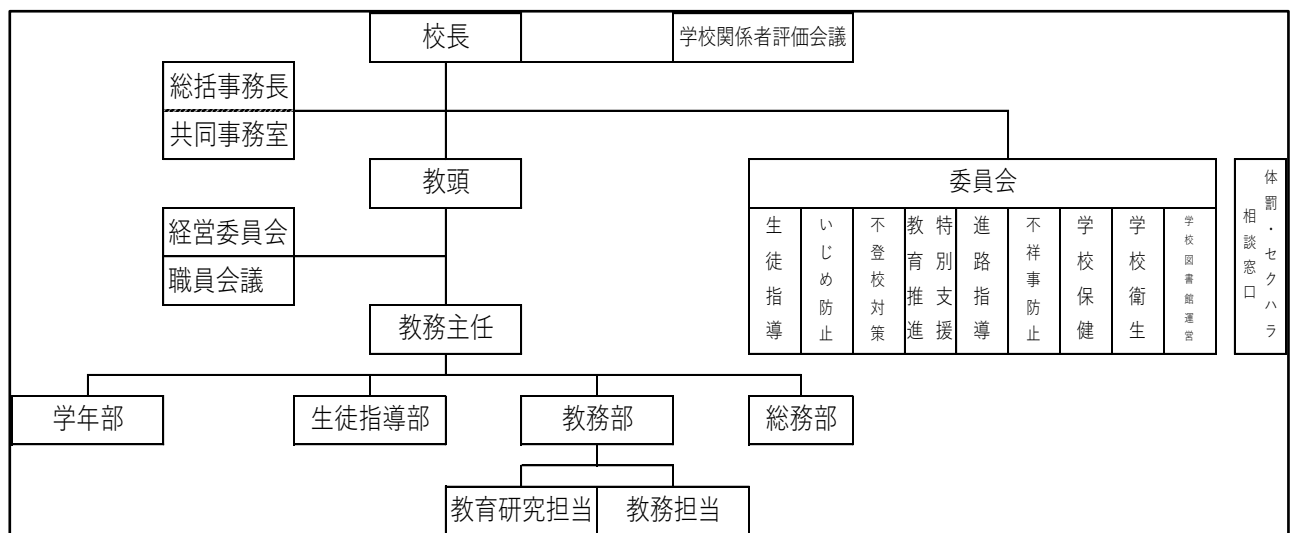 校長
学校関係者評価会議
総括事務長
共同事務室
教頭
委員会
生徒指導
いじめ防止
不登校対策
特別支援
教育推進
進路指導
不祥事防止
学校保健
学校衛生
学校図書館運営
体罰・セクハラ
相談窓口
経営委員会
職員会議
教務主任
学年部
生徒指導部
教務部
総務部
教育研究担当
教務担当